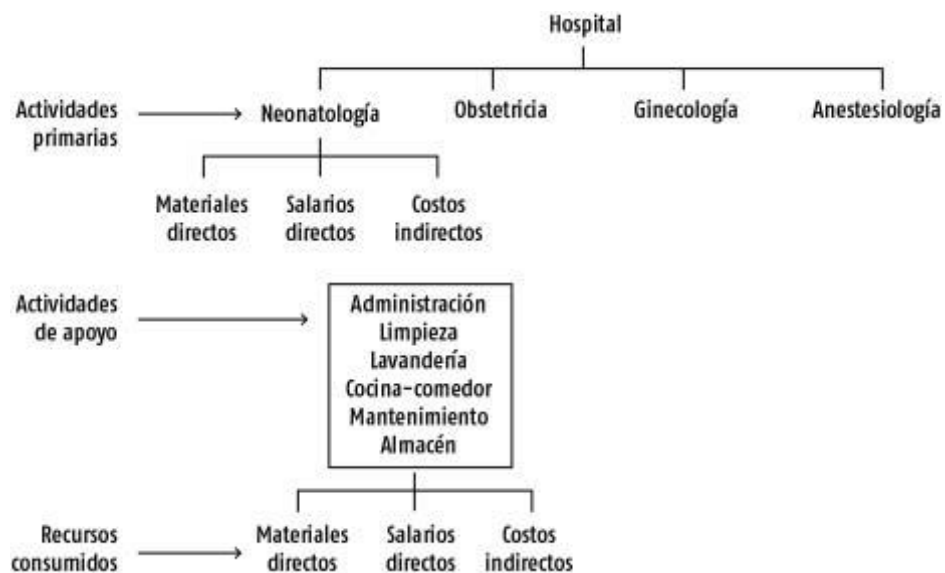 Hospital
Actividades
primarias
Neonatología
Obstetricia
Ginecología
Anestesiología
Materiales
directos
Salarios
directos
Costos
indirectos
Actividades
de apoyo
Administración
Limpieza
Lavandería
Cocina-comedor
Mantenimiento
Almacén
Recursos
consumidos
Materiales
directos
Salarios
directos
Costos
indirectos